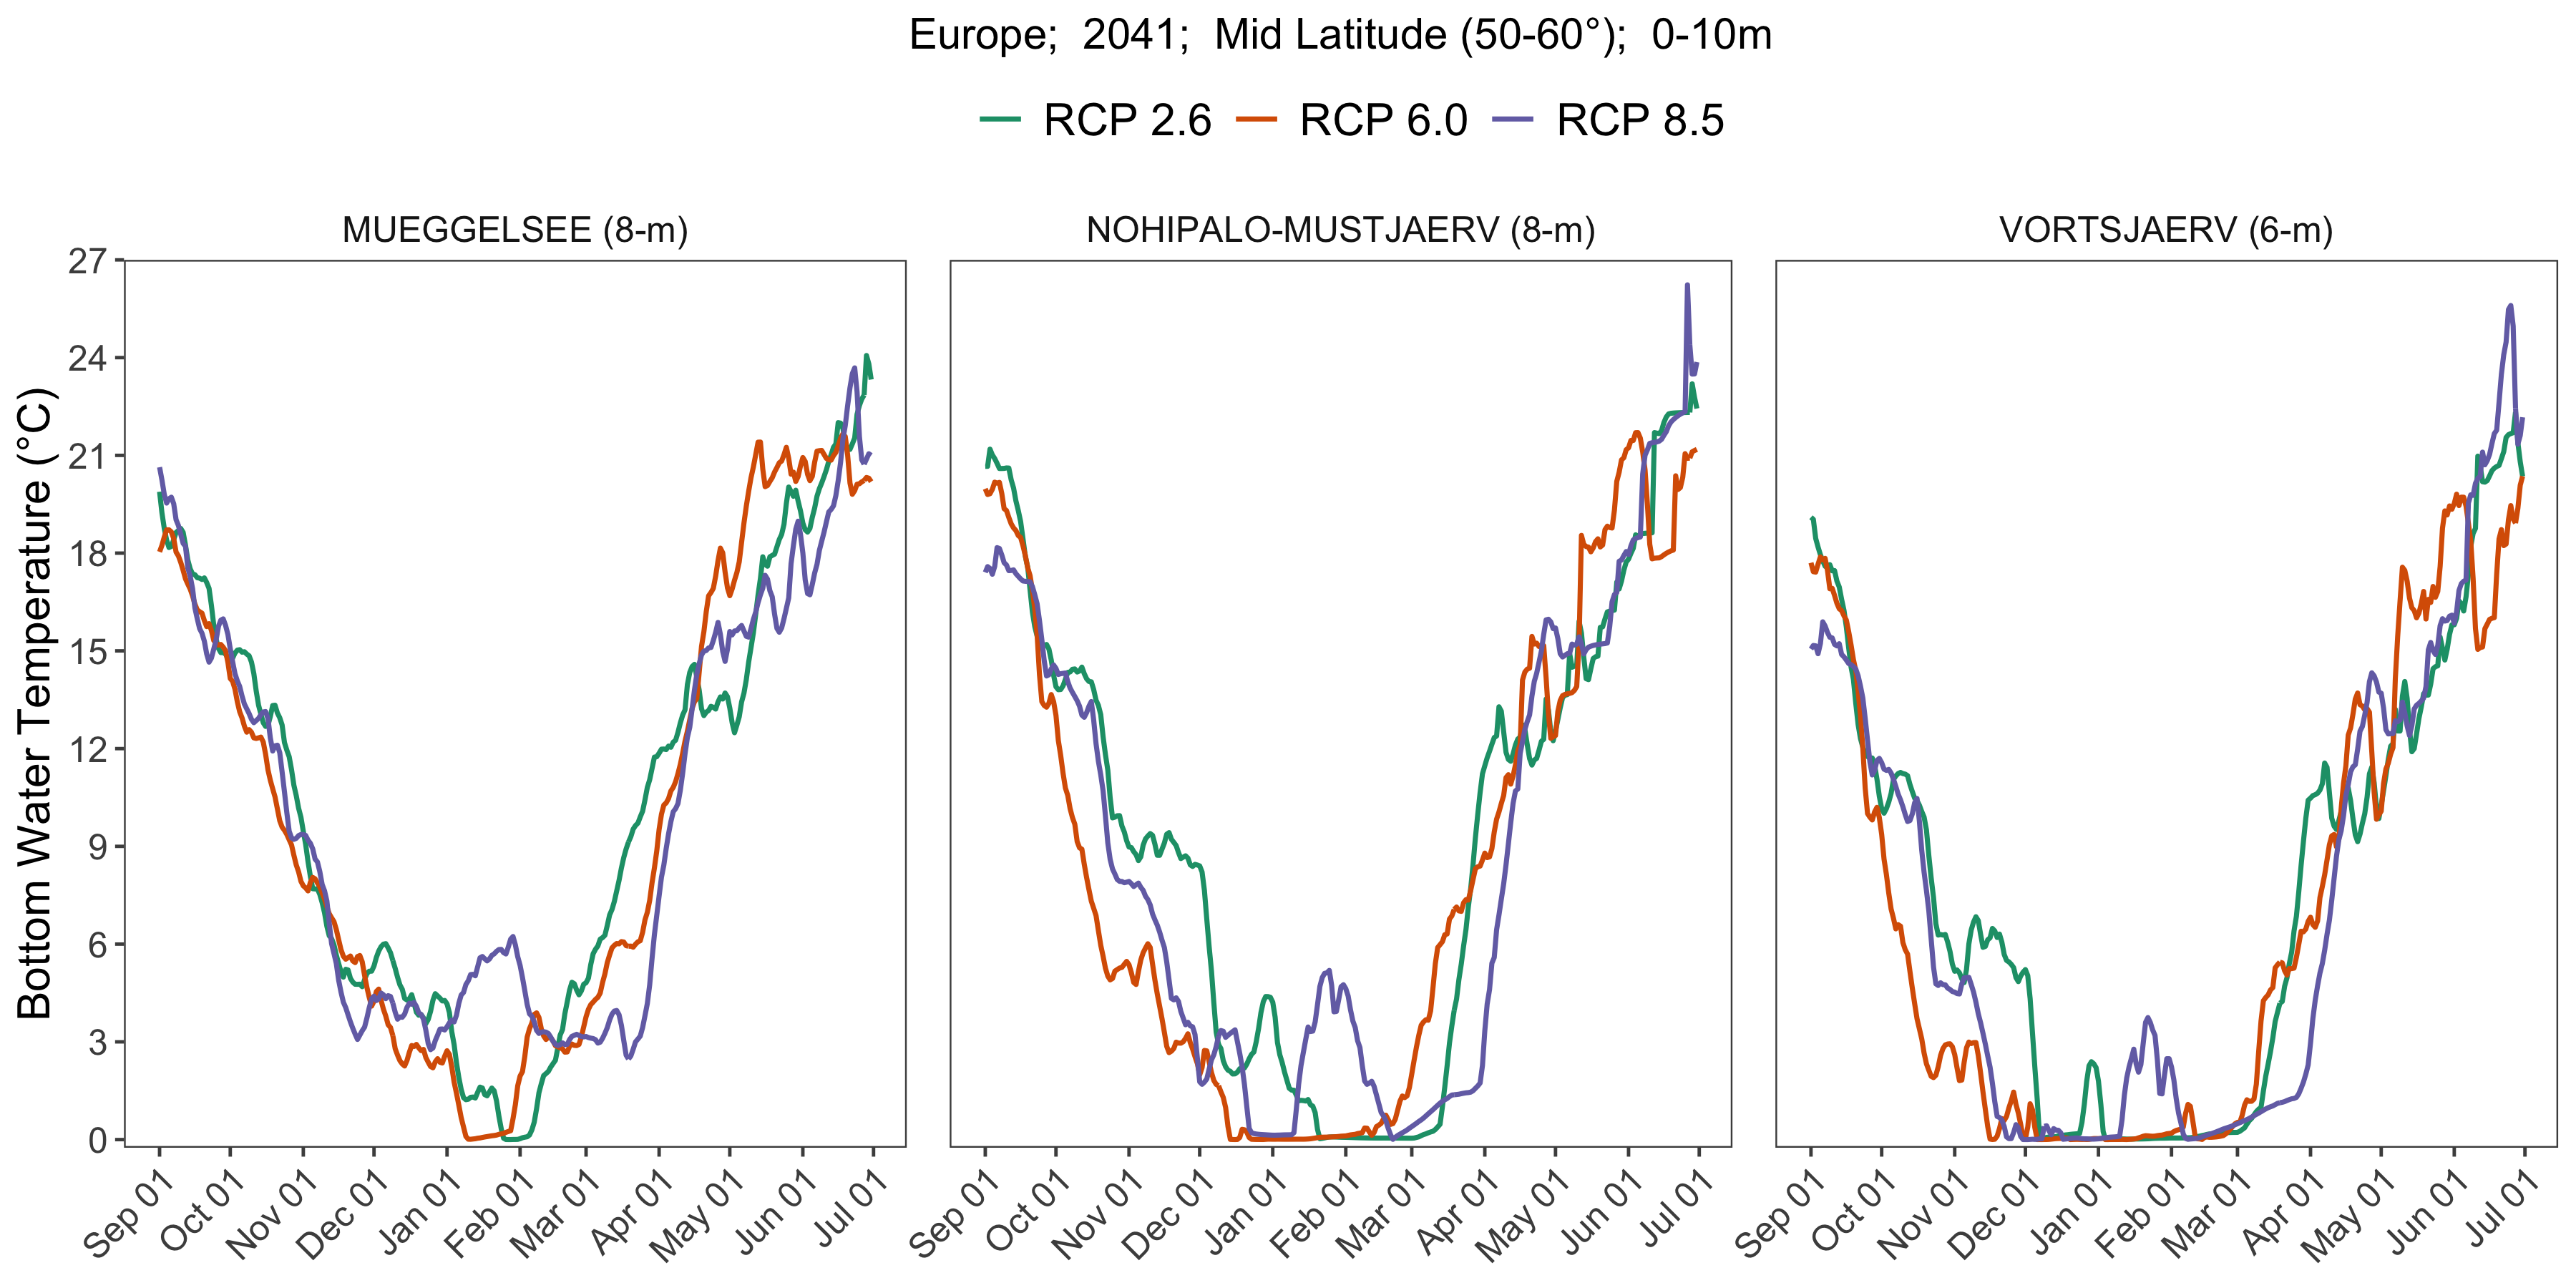 Europe;  2041;  Mid Latitude (50-60°);  0-10m
RCP 2.6 RCP 6.0 RCP 8.5
MUEGGELSEE (8-m) NOHIPALO-MUSTJAERV (8-m) VORTSJAERV (6-m)
Bottom Water Temperature (°C)
27
24
21
18
15
12
9
6
3
0
Sep 01 Oct 01 Nov 01 Dec 01 Jan 01 Feb 01 Mar 01 Apr 01 May 01 Jun 01 Jul 01 Sep 01 Oct 01 Nov 01 Dec 01 Jan 01 Feb 01 Mar 01 Apr 01 May 01 Jun 01 Jul 01 Sep 01 Oct 01 Nov 01 Dec 01 Jan 01 Feb 01 Mar 01 Apr 01 May 01 Jun 01 Jul 01